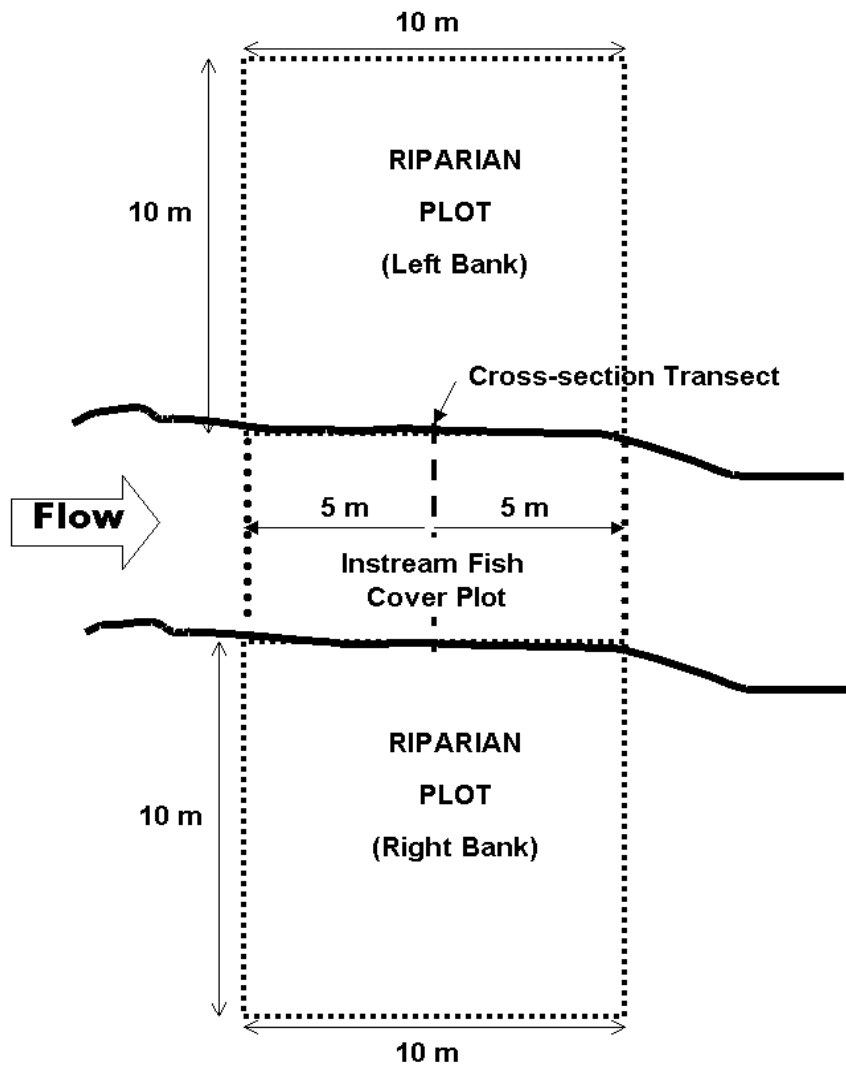 10 m
RIPARIAN
PLOT
(Left Bank)
10 m
Cross-section Transect
Flow
5 m
5 m
Instream Fish
Cover Plot
RIPARIAN
PLOT
(Right Bank)
10 m
10 m